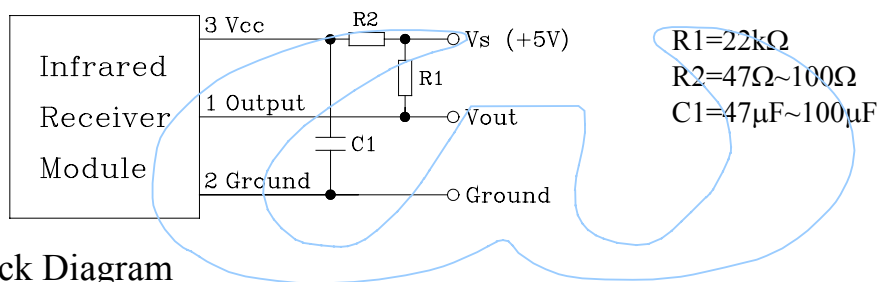 3 Vcc
R2
Vs (+5V)
R1=22kΩ
Infrared
R1
R2=47Ω~100Ω
1 Output
Receiver
Vout
C1=47μF~100μF
C1
Module
2 Ground
Ground
ck Diagram